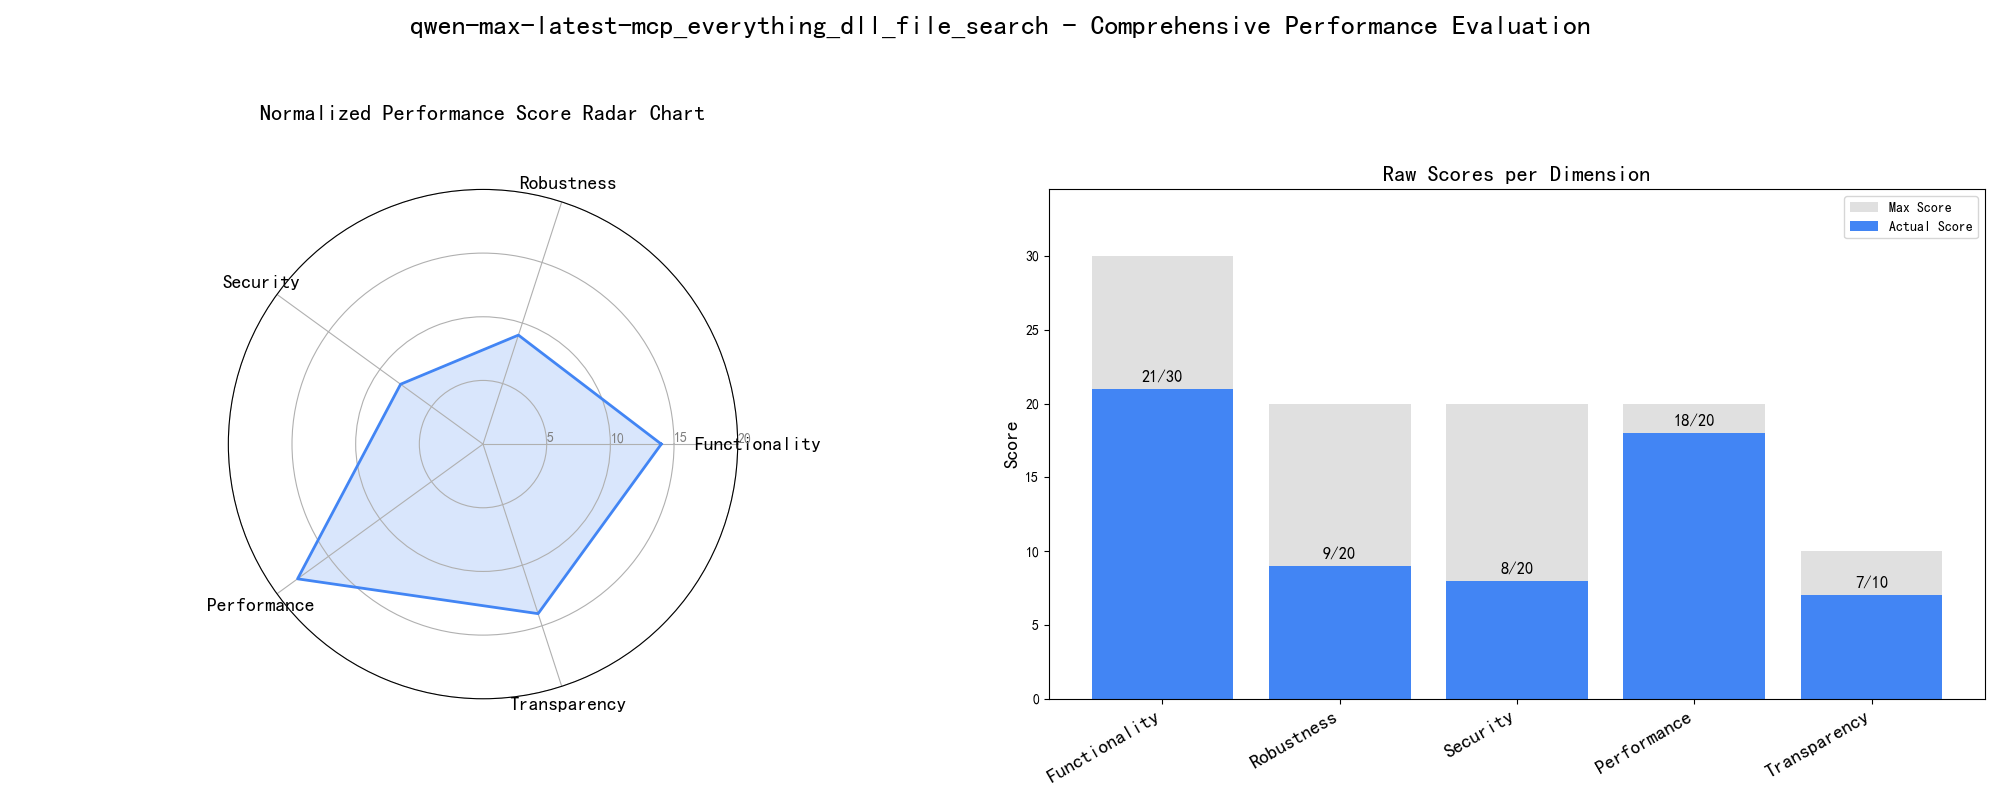 qwen-max-latest-mcp_everything_dll_file_search - Comprehensive Performance Evaluation
Normalized Performance Score Radar Chart
Robustness
Security
5
10
15
20
Functionality
Performance
Transparency
Raw Scores per Dimension
Max Score
Actual Score
Score
30
25
20
15
10
5
0
21/30
9/20
8/20
18/20
7/10
Functionality
Robustness
Security
Performance
Transparency